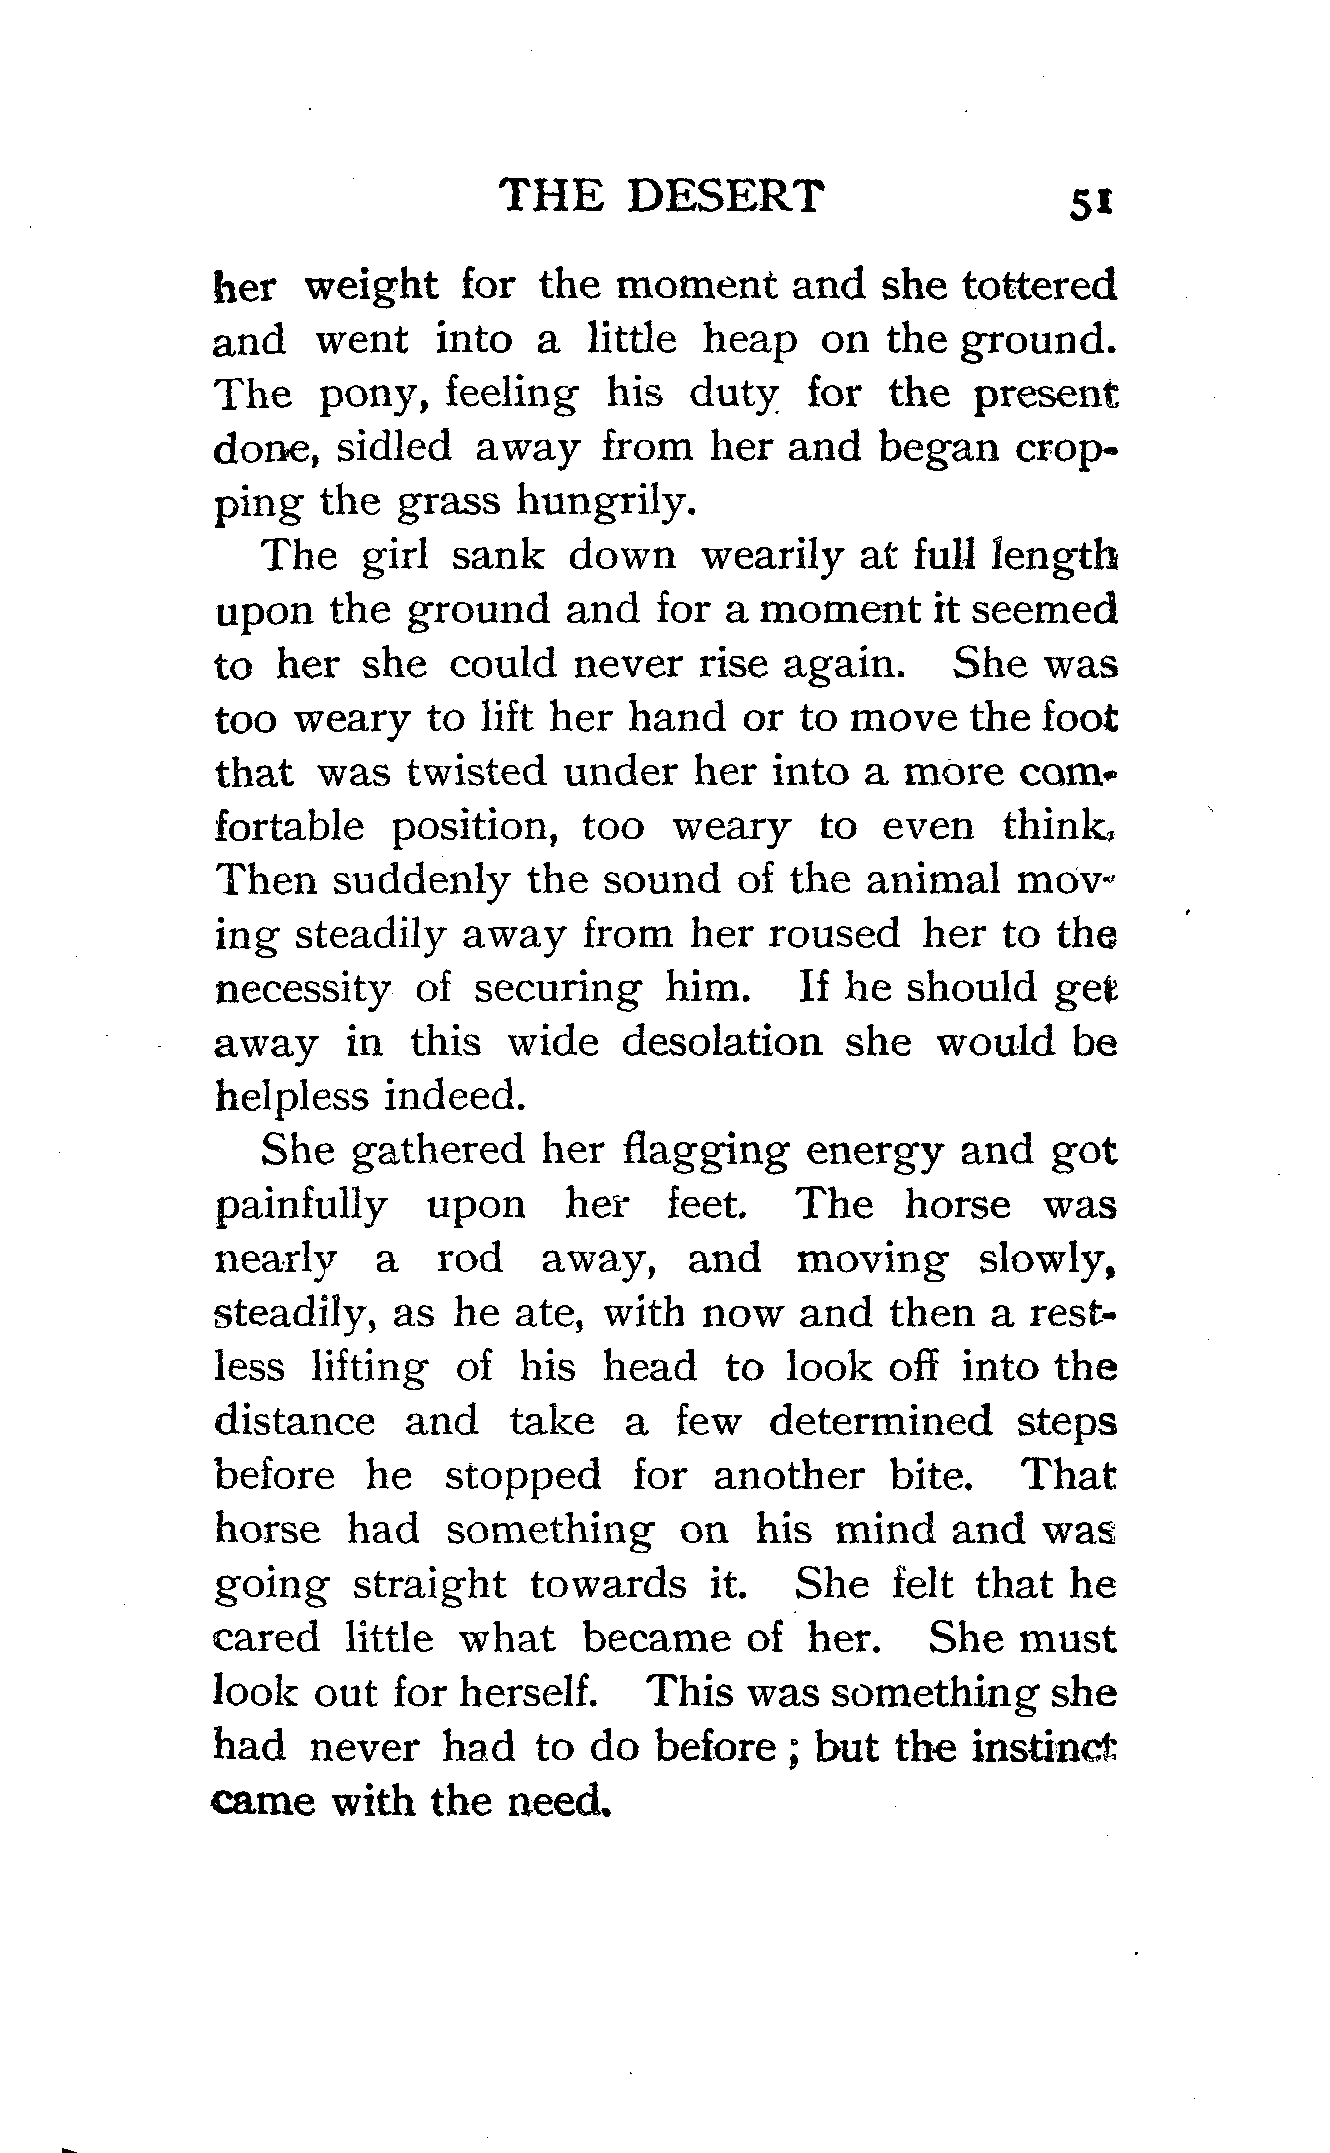 THE DESERT 51
her weight for the moment and she tottered
and went into a little heap on the ground.
The pony, feeling his duty for the present
done, sidled away from her and began crop-
ping the grass hungrily.
The girl sank down wearily at full length
upon the ground and for a moment it seemed
to her she could never rise again. She was
too weary to lift her hand or to move the foot
that was twisted under her into a more com-
fortable position, too weary to even think,
Then suddenly the sound of the animal mov-
ing steadily away from her roused her to the
necessity of securing him. If he should get
away in this wide desolation she would be
helpless indeed.
She gathered her flagging energy and got
painfully upon her feet. The horse was
nearly a rod away, and moving slowly,
steadily, as he ate, with now and then a rest-
less lifting of his head to look off into the
distance and take a few determined steps
before he stopped for another bite. That
horse had something on his mind and was
going straight towards it. She felt that he
cared little what became of her. She must
look out for herself. This was something she
had never had to do before ; but the instinct
came with the need.